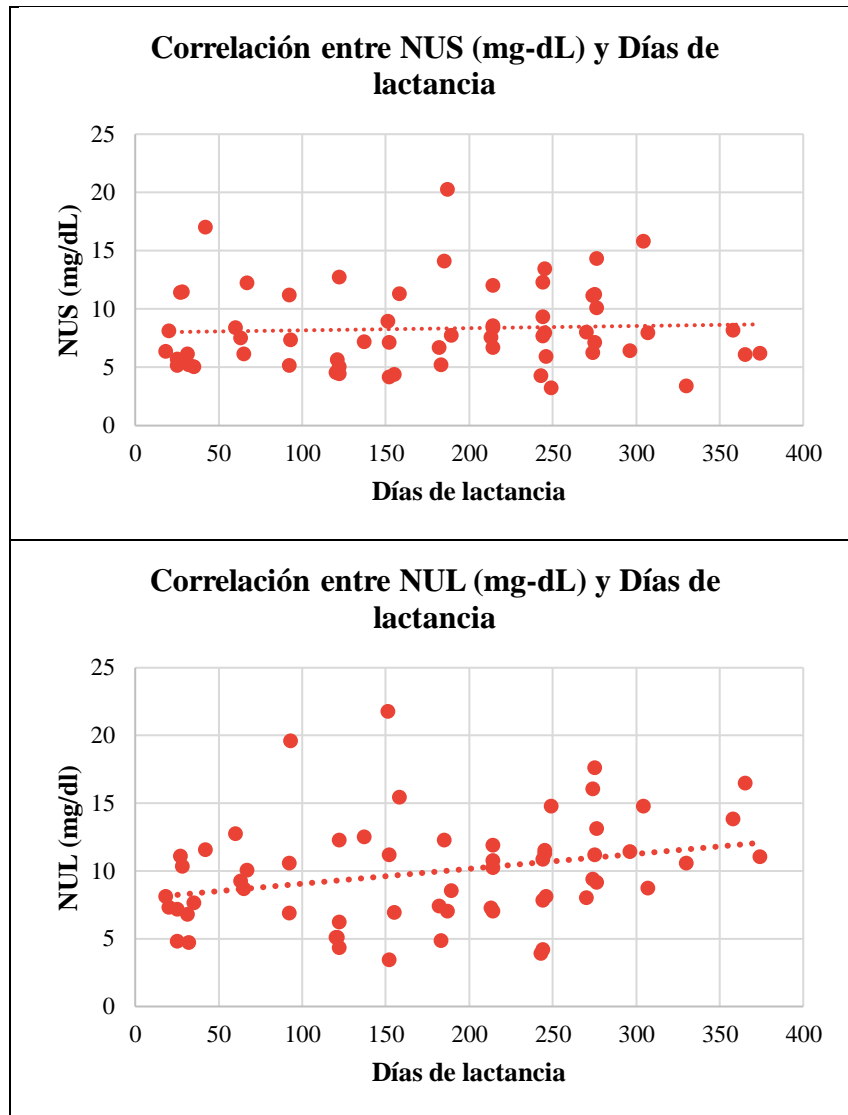 Correlación entre NUS (mg-dL) y Días de
lactancia
NUS (mg/dL)
25
20
15
10
5
0
0 50 100 150 200 250 300 350 400
Días de lactancia
Correlación entre NUL (mg-dL) y Días de
lactancia
NUL (mg/dl)
25
20
15
10
5
0
0 50 100 150 200 250 300 350 400
Días de lactancia